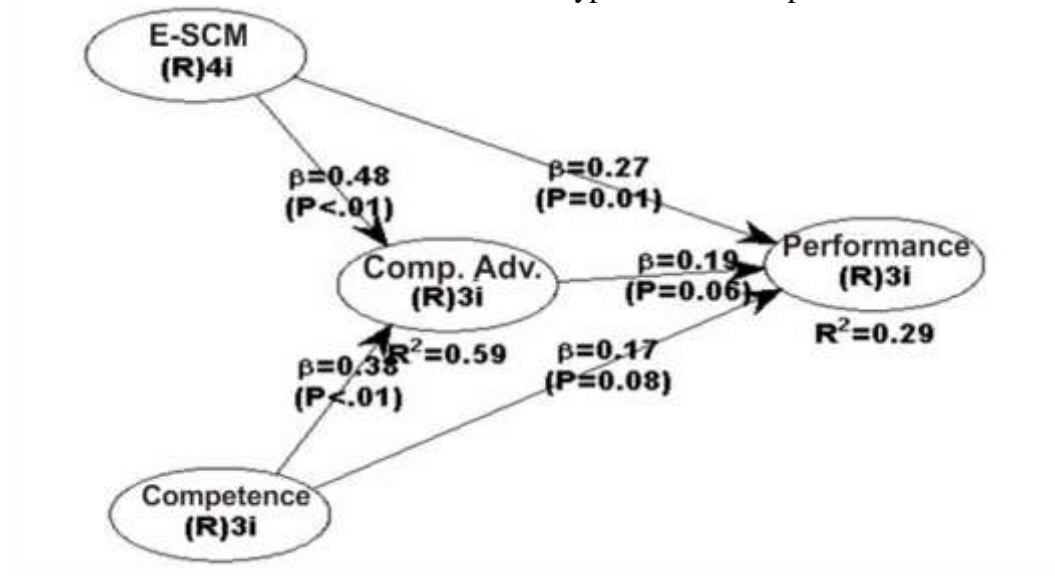 E-SCM
(R)4i
β=0.48
(P<.01)
β=0.27
(P=0.01)
Comp. Adv.
(R)3i
R²=0.59
β=0.19
(P=0.06)
Performance
(R)3i
R²=0.29
β=0.38
(P<.01)
β=0.17
(P=0.08)
Competence
(R)3i